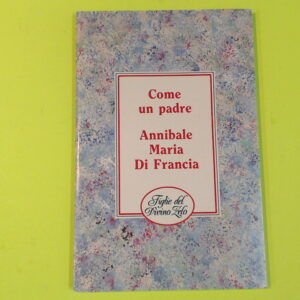 Come
un padre
Annibale
Maria
Di Francia
Figlie del
Divino Zelo